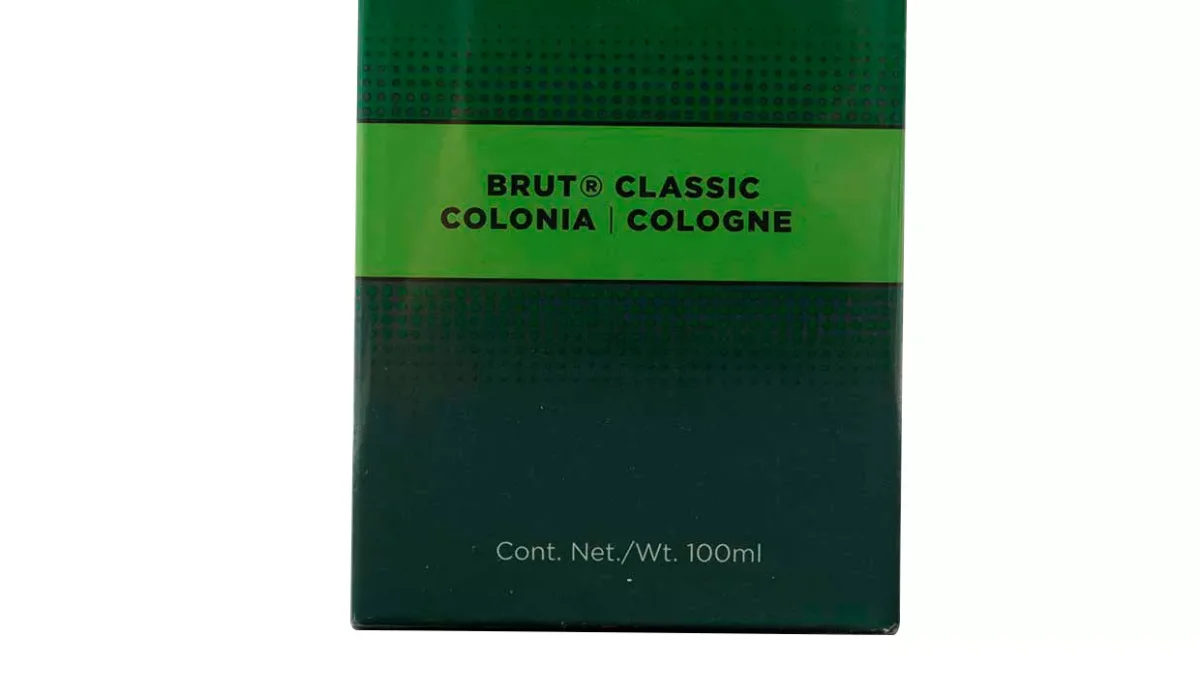 BRUT® CLASSIC
COLONIA | COLOGNE
Cont. Net./Wt. 100ml